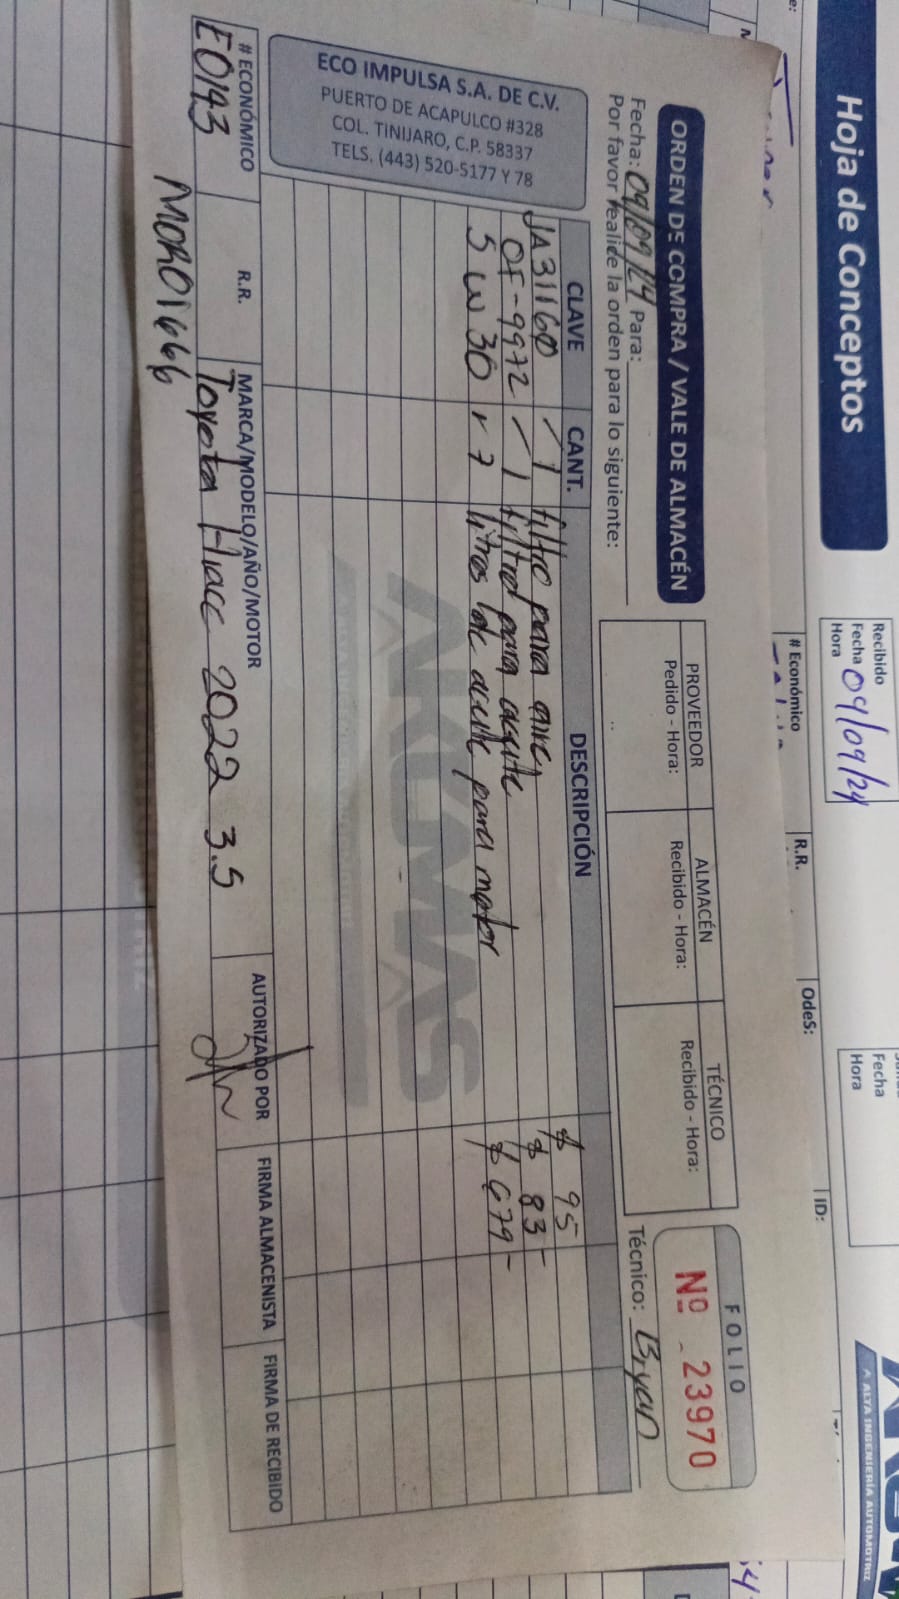 Hoja de Conceptos
Recibido
Fecha 09/09/24
Hora
Fecha
Hora
# Económico
R.R.
OdeS:
ID:
A ALTA INGENIERÍA AUTOMOTRIZ
ORDEN DE COMPRA / VALE DE ALMACÉN
Fecha: 09/09/24 Para:
Por favor realice la orden para lo siguiente:
PROVEEDOR
Pedido - Hora:
ALMACÉN
Recibido - Hora:
TÉCNICO
Recibido - Hora:
FOLIO
Nº 23970
Técnico: Bryan
ECO IMPULSA S.A. DE C.V.
PUERTO DE ACAPULCO #328
COL. TINIJARO, C.P. 58337
TELS. (443) 520-5177 Y 78
CLAVE CANT. DESCRIPCIÓN
JA31160 1 filtro para aire, $ 95
OF-9972 1 filtro para aceite $ 83-
5W30 7 litros de aceite para motor $ 679-
AKUMAS
# ECONÓMICO R.R. MARCA/MODELO/AÑO/MOTOR AUTORIZADO POR FIRMA ALMACENISTA FIRMA DE RECIBIDO
E0193 Toyota Hiace 2022 3.5
MOR01666